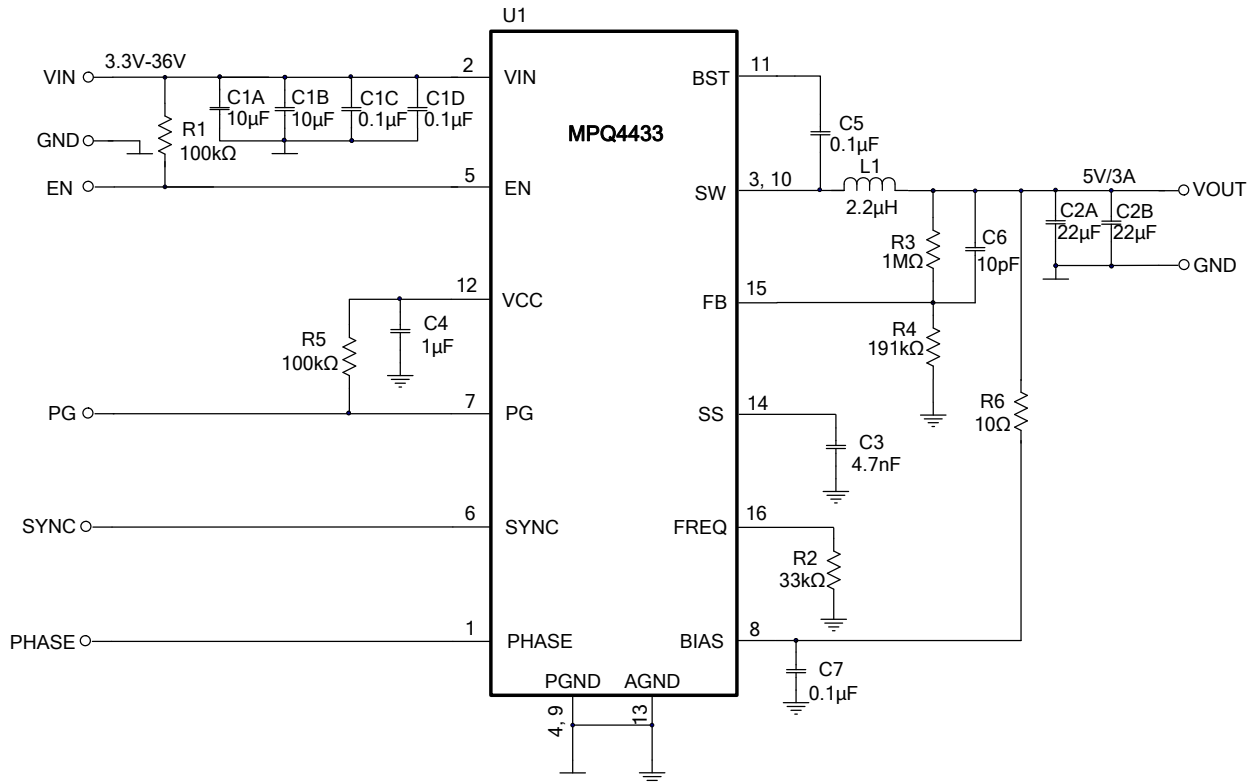 U1
VIN
3.3V-36V
2
VIN
C1A
10µF
C1B
10µF
C1C
0.1µF
C1D
0.1µF
GND
R1
100kΩ
EN
5
EN
MPQ4433
BST
11
C5
0.1µF
L1
2.2µH
SW
3, 10
5V/3A
VOUT
C2A
22µF
C2B
22µF
GND
R3
1MΩ
C6
10pF
FB
15
R4
191kΩ
12
VCC
C4
1µF
R5
100kΩ
PG
7
PG
SS
14
C3
4.7nF
R6
10Ω
SYNC
6
SYNC
FREQ
16
R2
33kΩ
PHASE
1
PHASE
BIAS
8
C7
0.1µF
PGND
AGND
4, 9
13